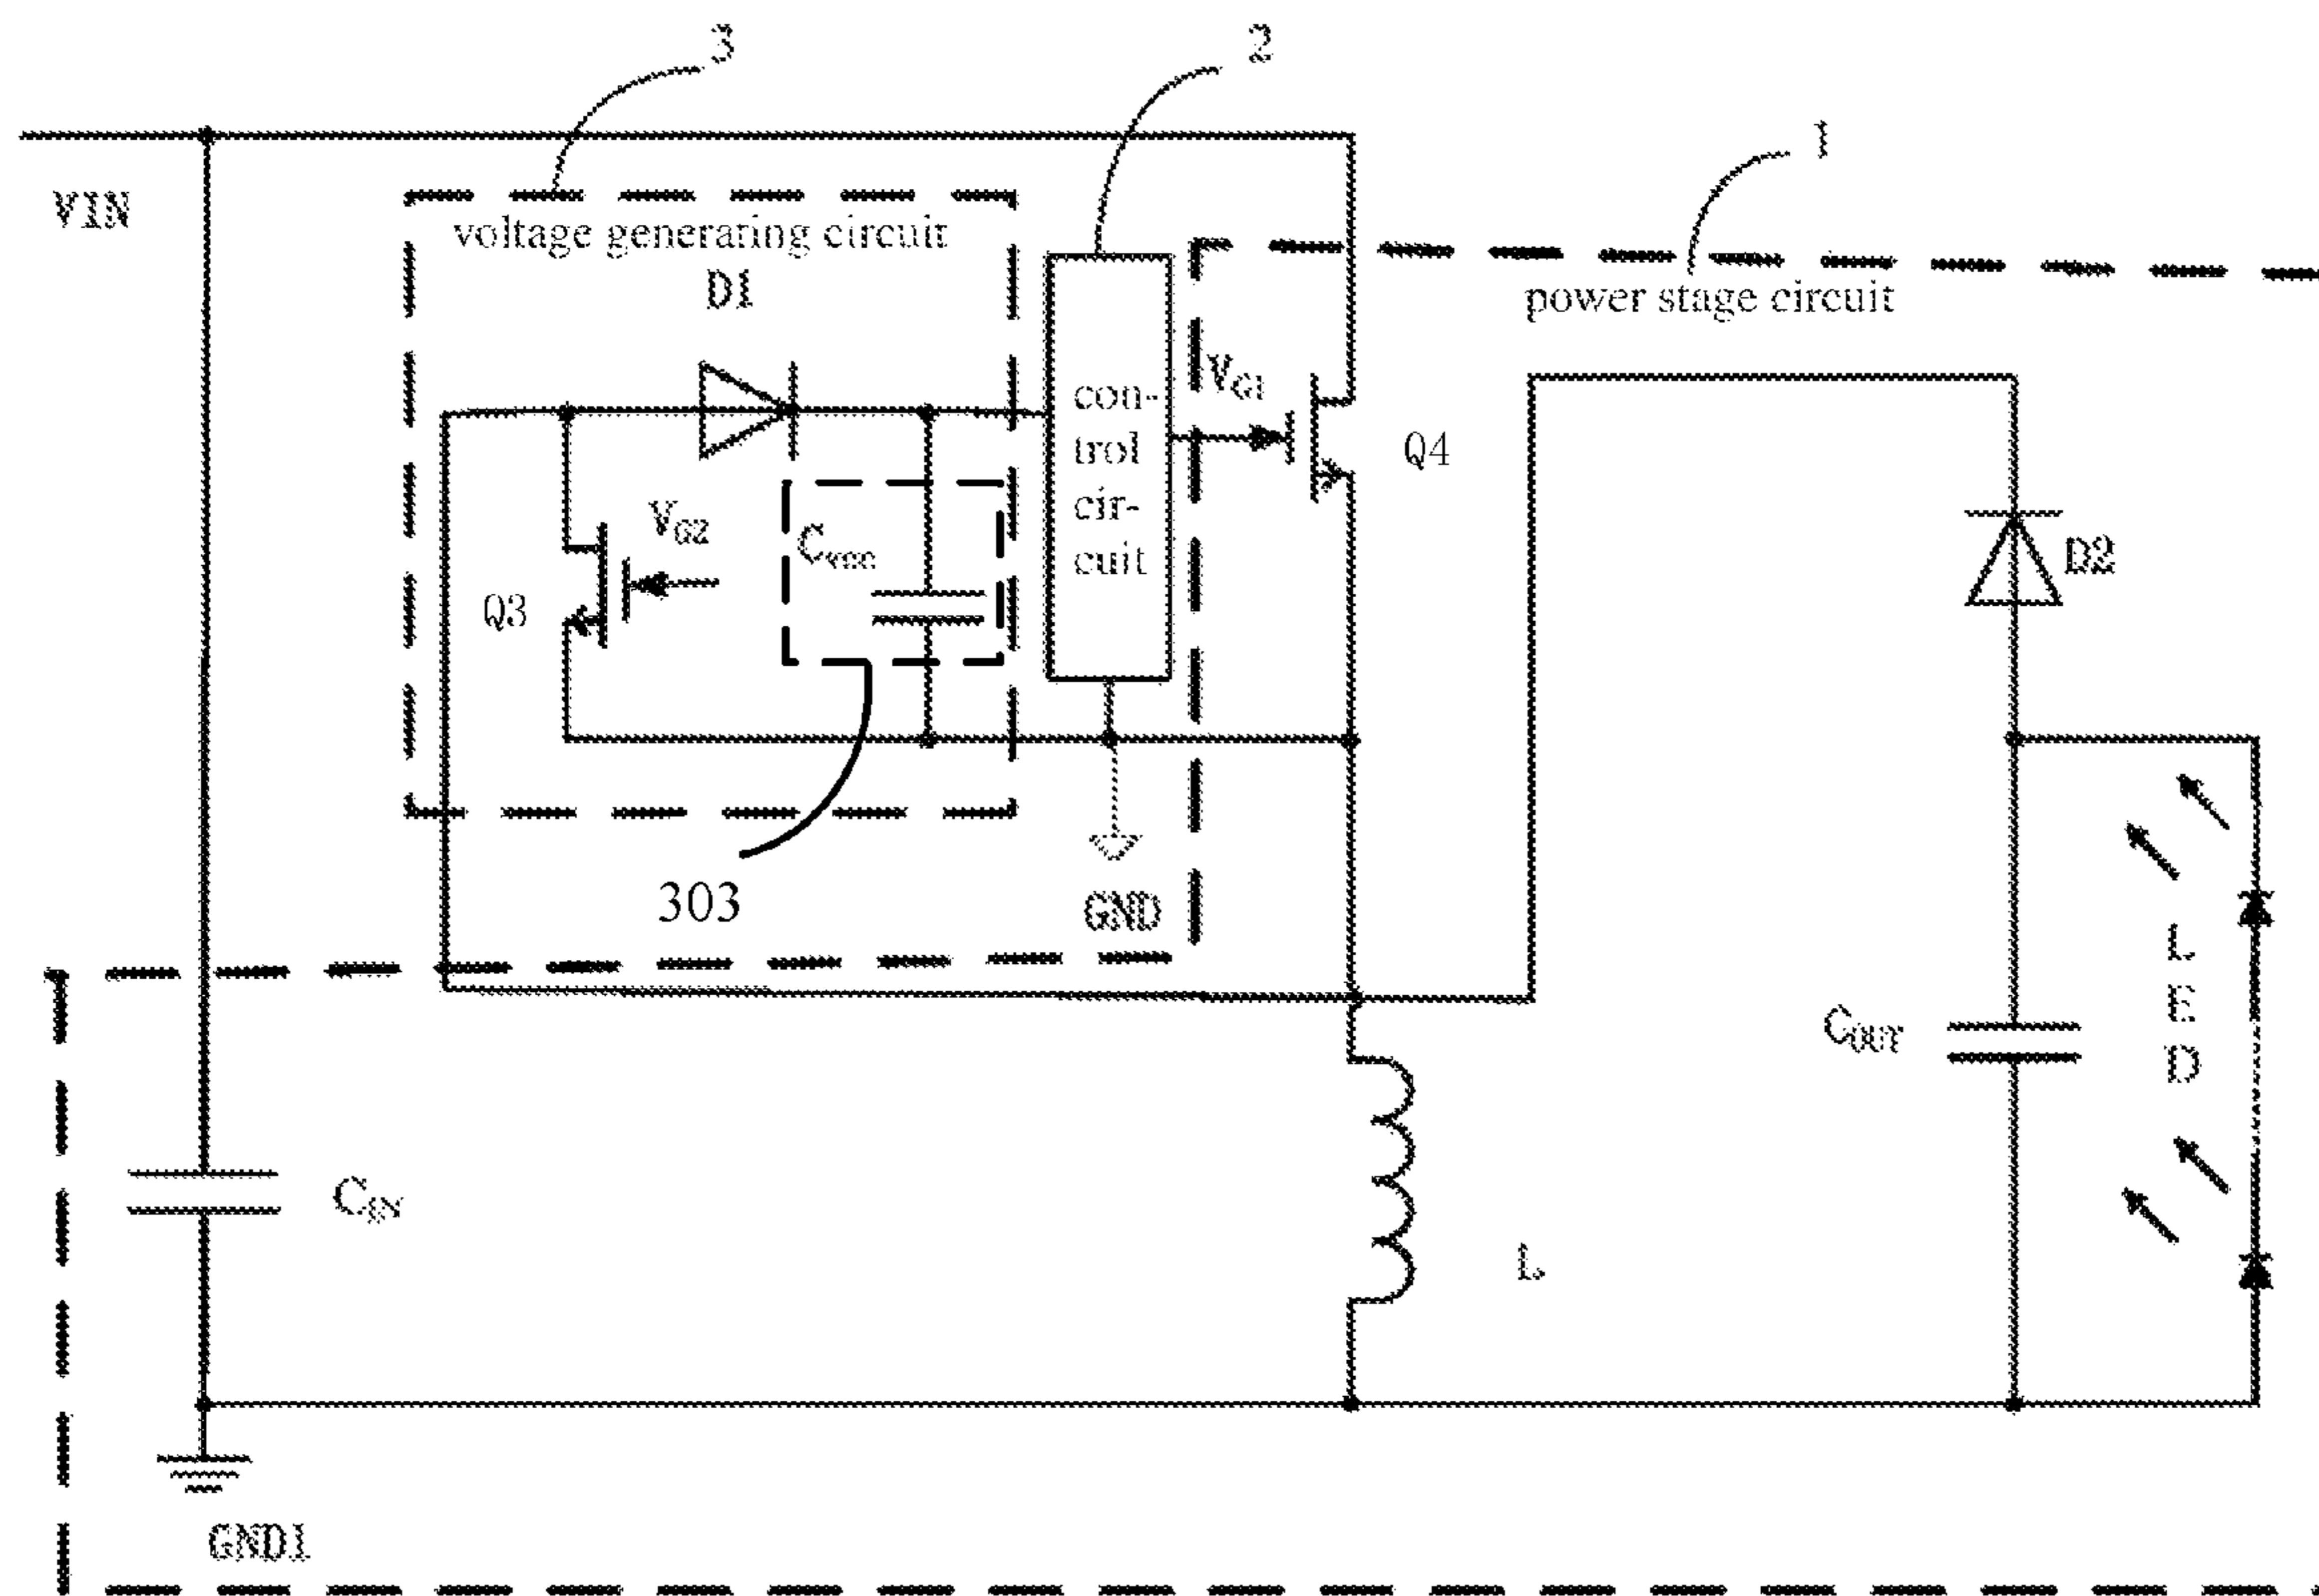 3
2
1
VIN
voltage generating circuit
D1
power stage circuit
VG1
con-
trol
cir-
cuit
Q4
VG2
Cvcc
Q3
D2
303
GND
L
E
D
COUT
CIN
L
GND1